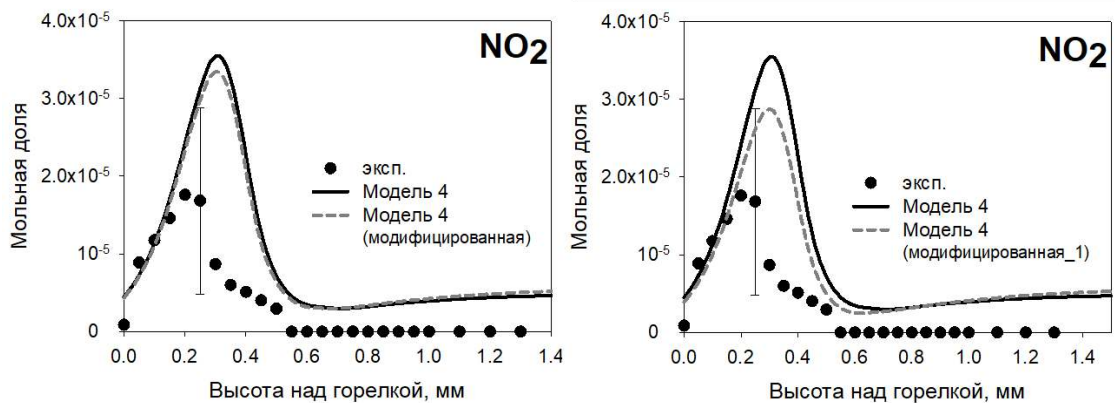 4.0x10-5
3.0x10-5
2.0x10-5
10-5
0
Мольная доля
NO2
эксп.
Модель 4
Модель 4
(модифицированная)
0.0 0.2 0.4 0.6 0.8 1.0 1.2 1.4
Высота над горелкой, мм
4.0x10-5
3.0x10-5
2.0x10-5
10-5
0
Мольная доля
NO2
эксп.
Модель 4
Модель 4
(модифицированная_1)
0.0 0.2 0.4 0.6 0.8 1.0 1.2 1.4
Высота над горелкой, мм